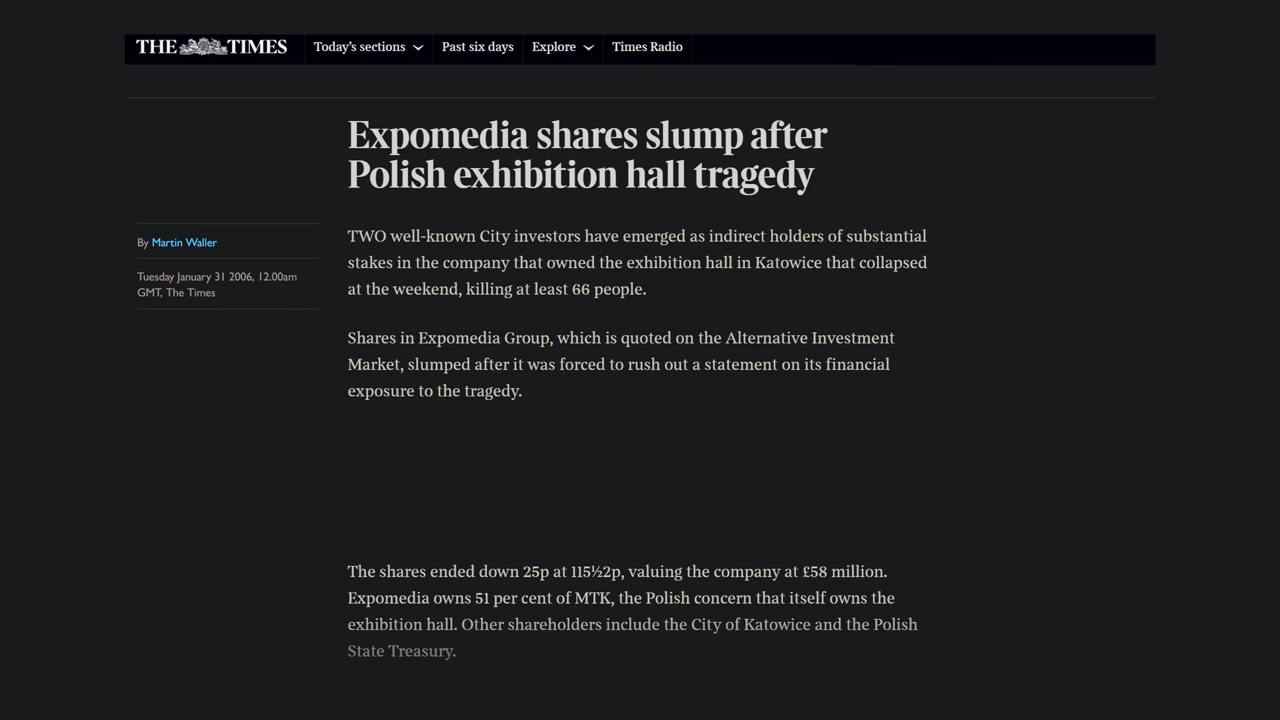 THE TIMES
Today's sections
Past six days
Explore
Times Radio
Expomedia shares slump after
Polish exhibition hall tragedy
By Martin Waller
Tuesday January 31 2006, 12.00am
GMT, The Times
TWO well-known City investors have emerged as indirect holders of substantial
stakes in the company that owned the exhibition hall in Katowice that collapsed
at the weekend, killing at least 66 people.
Shares in Expomedia Group, which is quoted on the Alternative Investment
Market, slumped after it was forced to rush out a statement on its financial
exposure to the tragedy.
The shares ended down 25p at 115½2p, valuing the company at £58 million.
Expomedia owns 51 per cent of MTK, the Polish concern that itself owns the
exhibition hall. Other shareholders include the City of Katowice and the Polish
State Treasury.